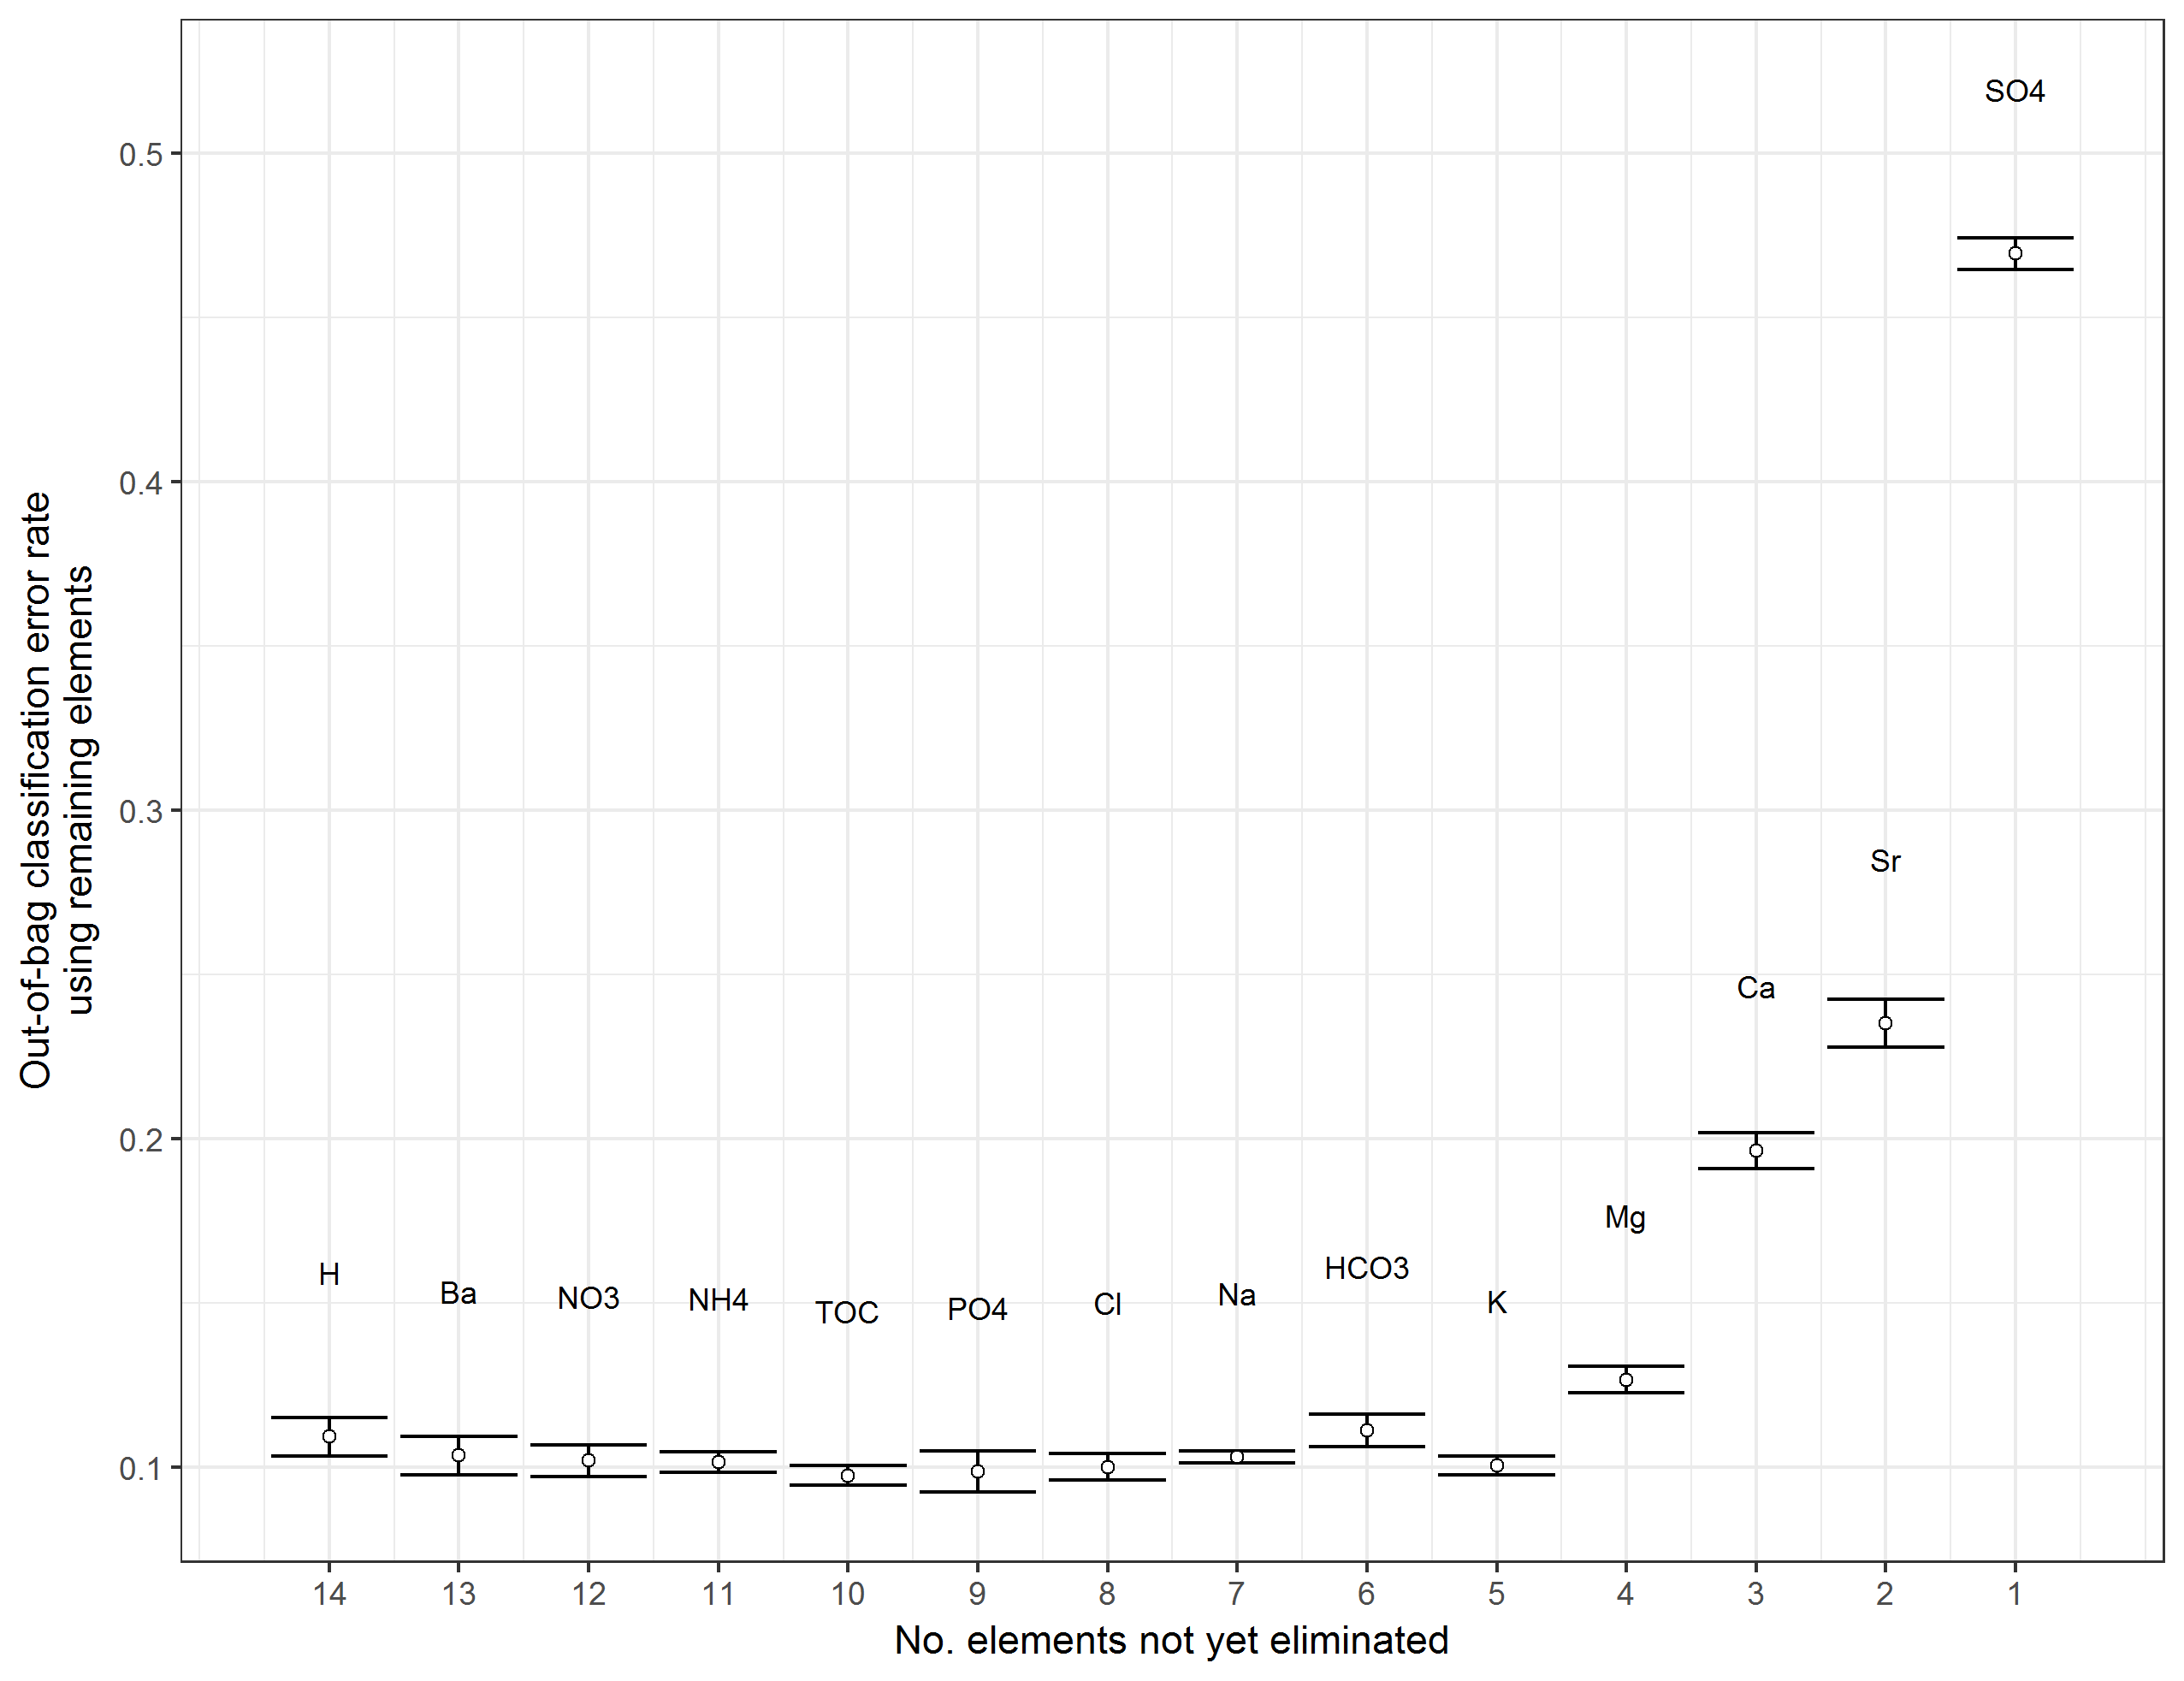 Out-of-bag classification error rate
using remaining elements
0.5
0.4
0.3
0.2
0.1
SO4
Sr
Ca
Mg
H
Ba
NO3
NH4
TOC
PO4
Cl
Na
HCO3
K
14 13 12 11 10 9 8 7 6 5 4 3 2 1
No. elements not yet eliminated